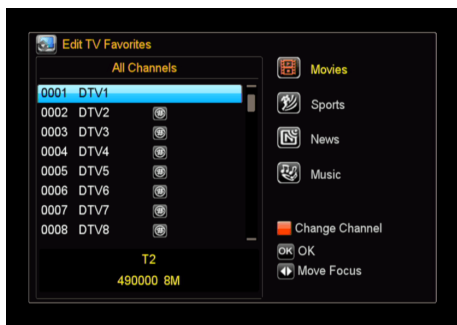 Edit TV Favorites
All Channels
0001 DTV1
0002 DTV2
0003 DTV3
0004 DTV4
0005 DTV5
0006 DTV6
0007 DTV7
0008 DTV8
T2
490000 8M
Movies
Sports
News
Music
Change Channel
OK OK
Move Focus